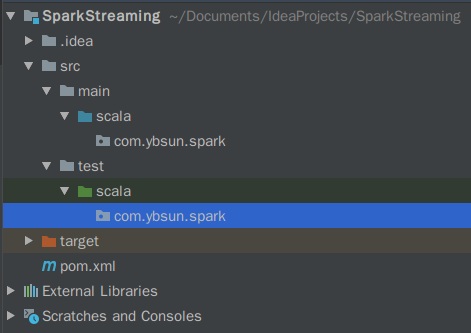 SparkStreaming ~/Documents/IdeaProjects/SparkStreaming
.idea
src
main
scala
com.ybsun.spark
test
scala
com.ybsun.spark
target
pom.xml
External Libraries
Scratches and Consoles